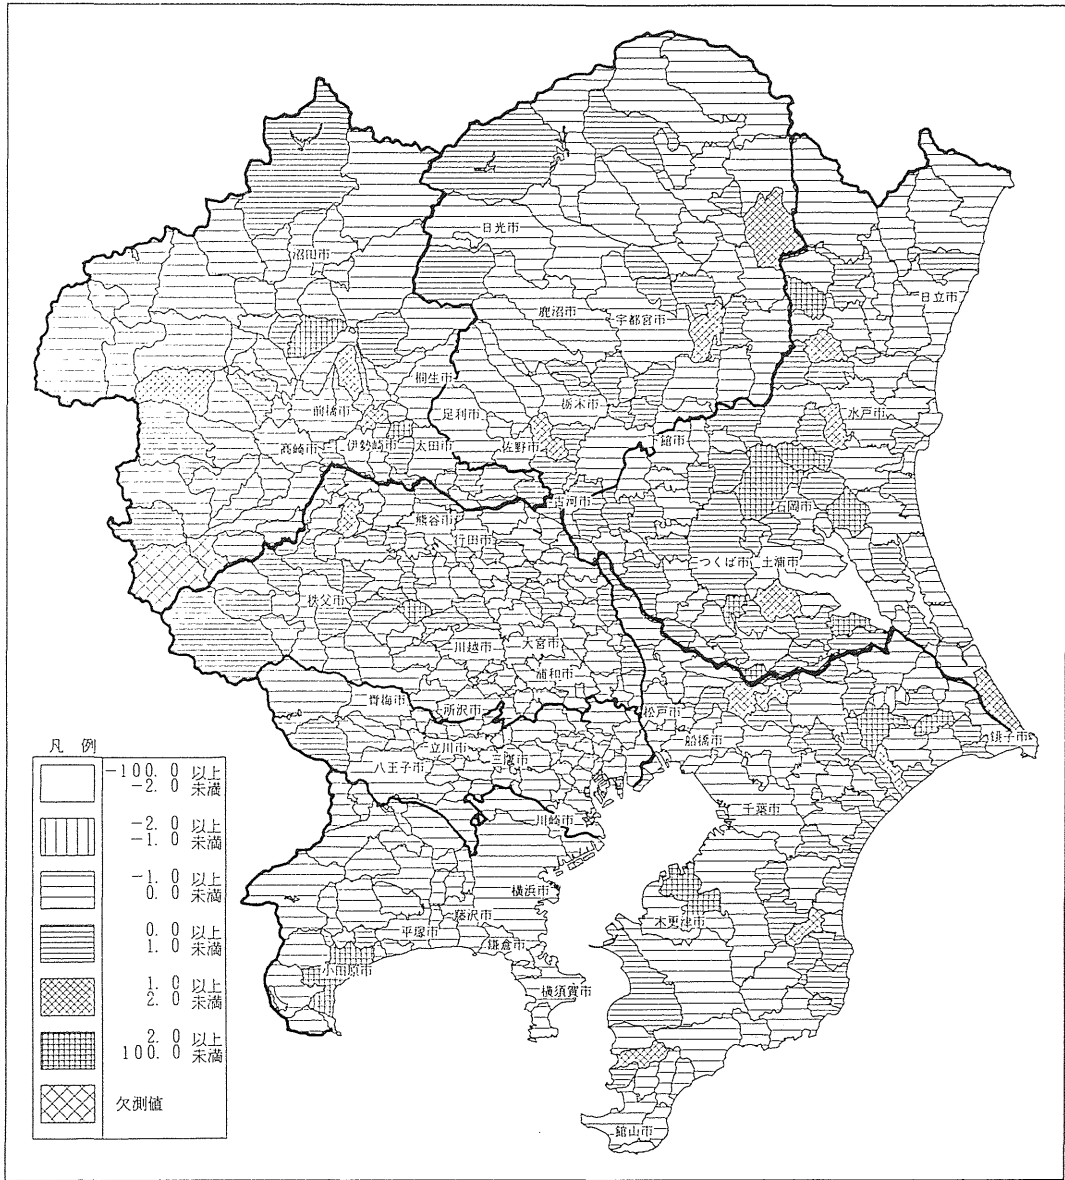 日光市
沼田市
日立市
鹿沼市
宇都宮市
桐生市
前橋市
足利市
栃木市
水戸市
高崎市
伊勢崎市
太田市
佐野市
下館市
古河市
石岡市
熊谷市
行田市
つくば市
土浦市
秩父市
川越市
大宮市
浦和市
青梅市
所沢市
松戸市
船橋市
銚子市
立川市
三鷹市
八王子市
千葉市
川崎市
横浜市
藤沢市
平塚市
鎌倉市
木更津市
小田原市
横須賀市
館山市
凡 例
-100.0 以上
-2.0 未満
-2.0 以上
-1.0 未満
-1.0 以上
0.0 未満
0.0 以上
1.0 未満
1.0 以上
2.0 未満
2.0 以上
100.0 未満
欠測値